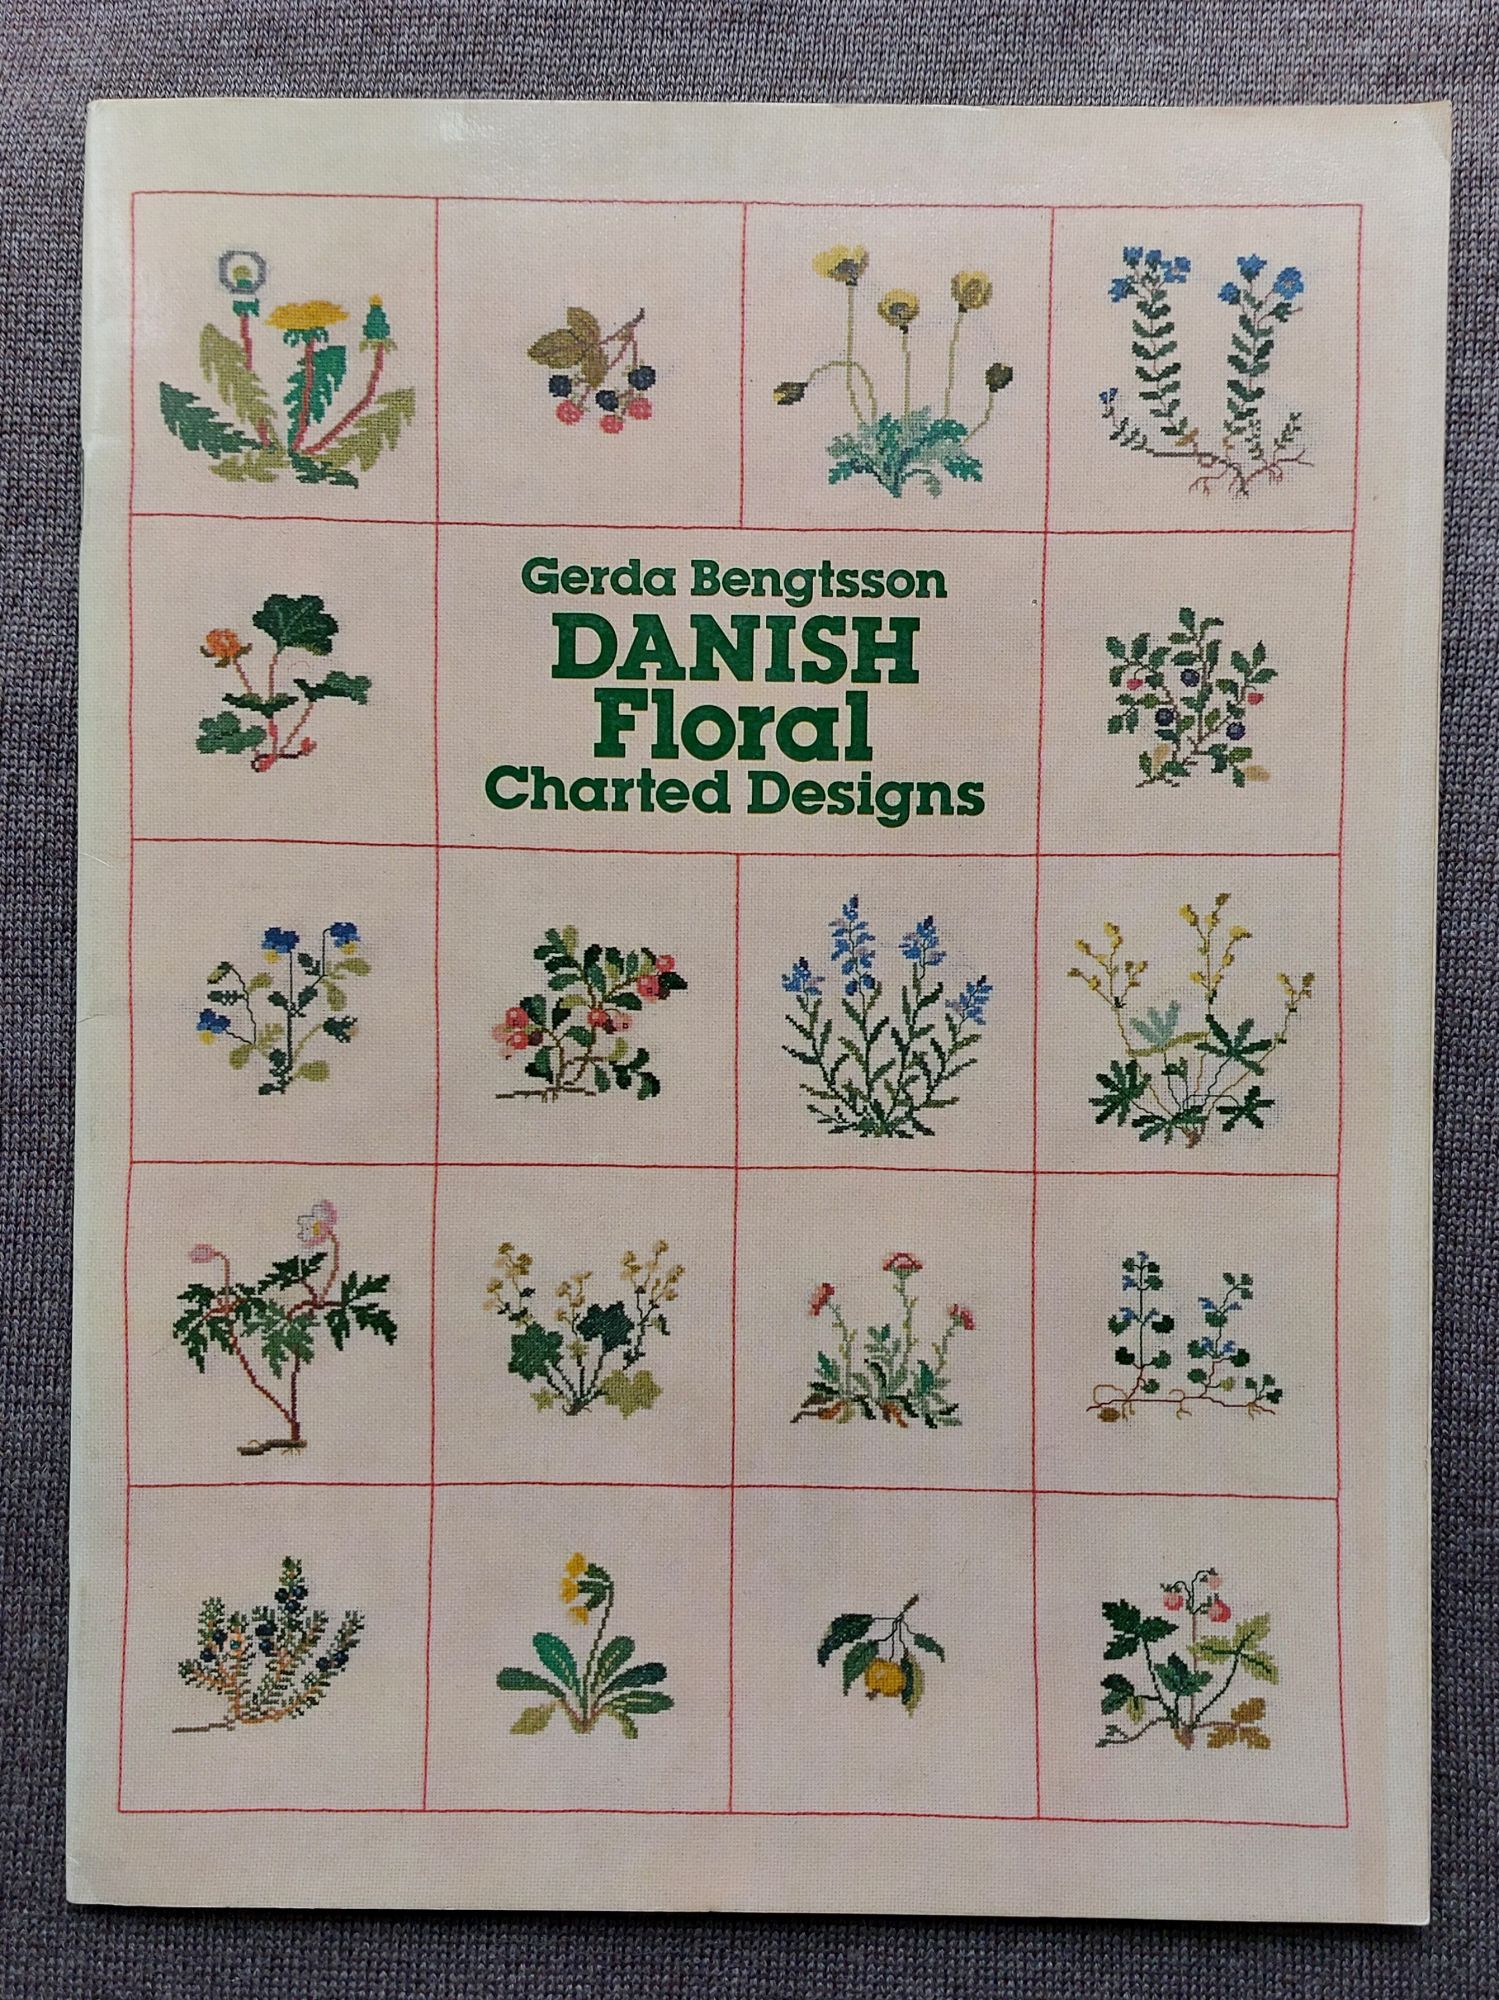 Gerda Bengtsson
DANISH
Floral
Charted Designs